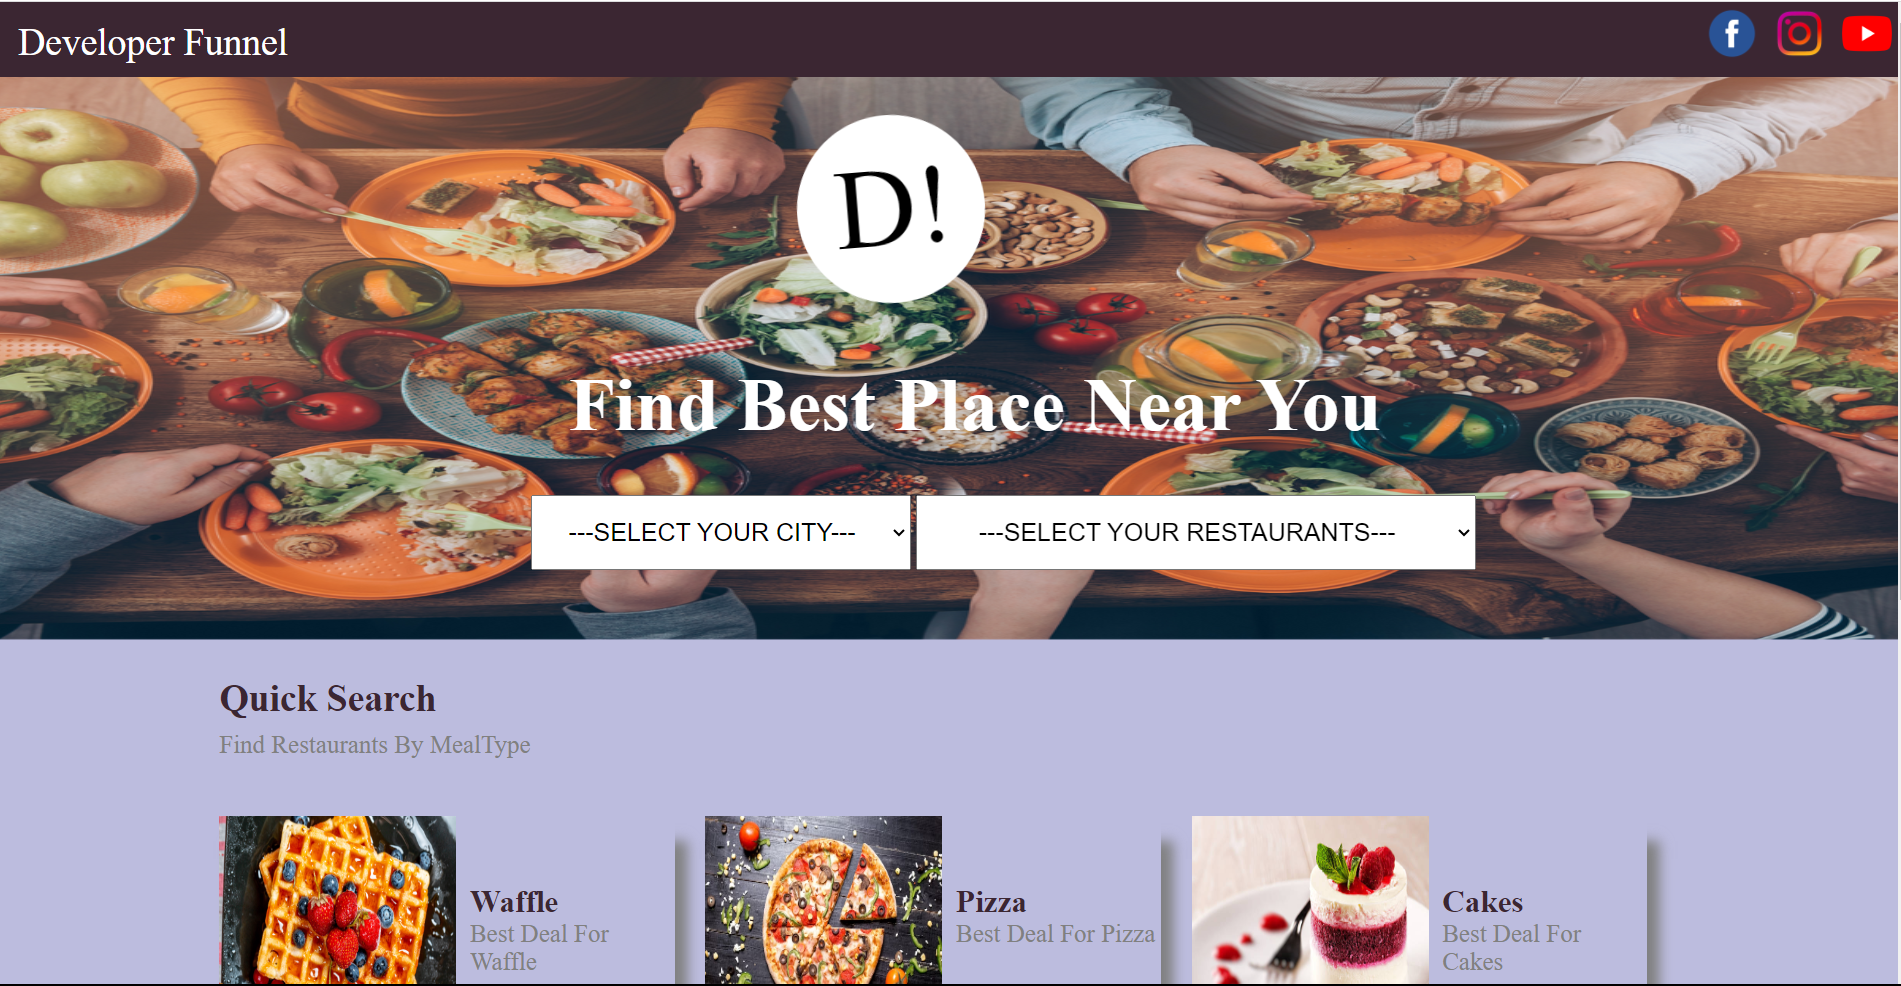 Developer Funnel
D!
Find Best Place Near You
---SELECT YOUR CITY---
---SELECT YOUR RESTAURANTS---
Quick Search
Find Restaurants By MealType
Waffle
Best Deal For
Waffle
Pizza
Best Deal For Pizza
Cakes
Best Deal For
Cakes